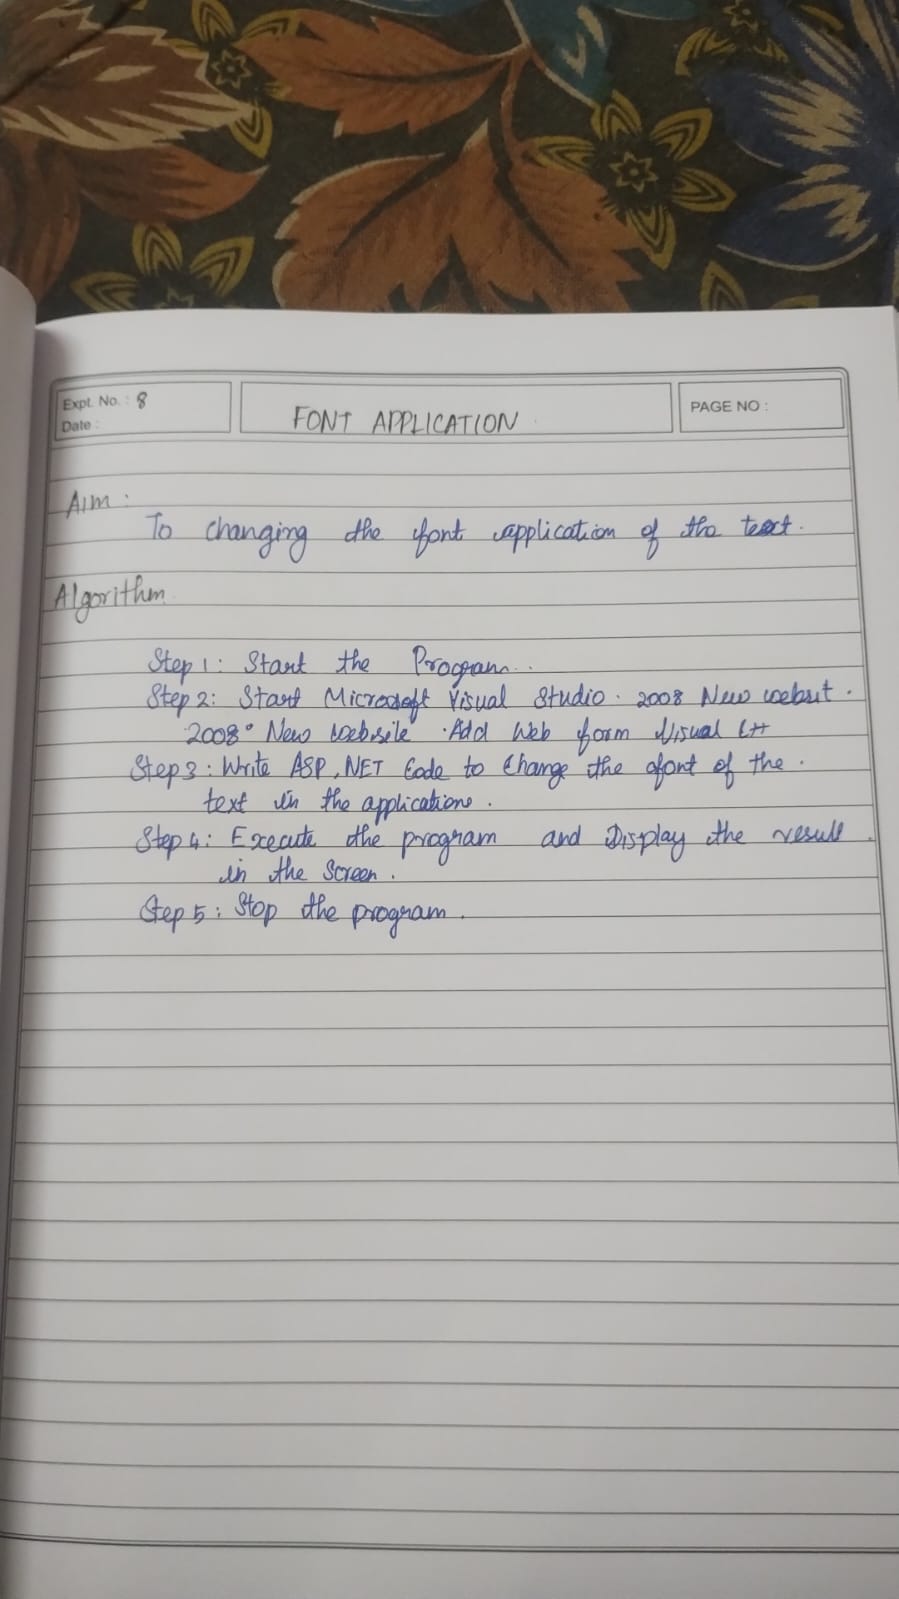 Expt. No. : 8
Date :
FONT APPLICATION
PAGE NO :
Aim :
To changing the font application of the text.
Algorithm
Step 1: Start the Program..
Step 2: Start Microsoft Visual Studio. 2008 New websit.
2008 New website . Add Web form Visual C++
Step 3 : Write ASP.NET Code to Change the font of the.
text in the applications.
Step 4: Execute the program and Display the result.
in the Screen.
Step 5 : Stop the program.